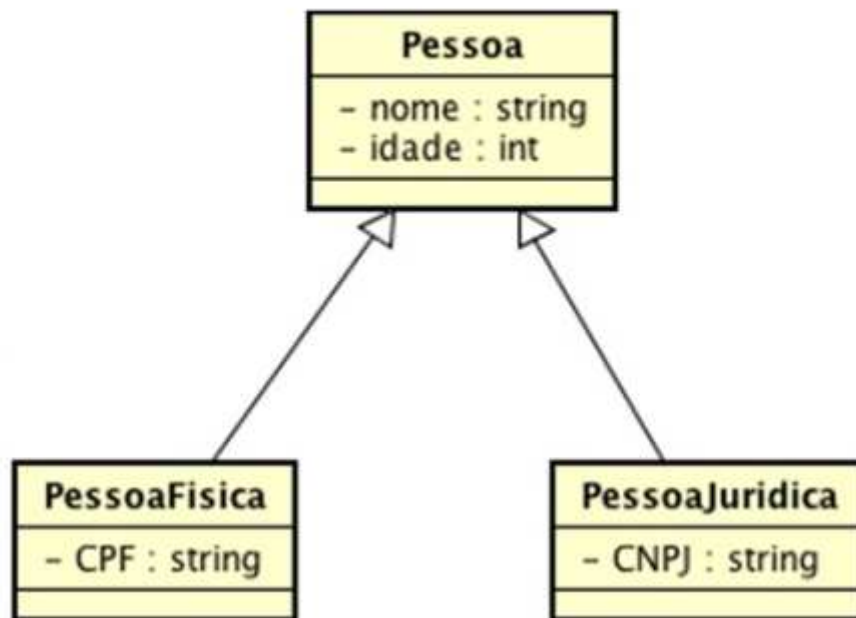 Pessoa
- nome : string
- idade : int
PessoaFisica
- CPF : string
PessoaJuridica
- CNPJ : string